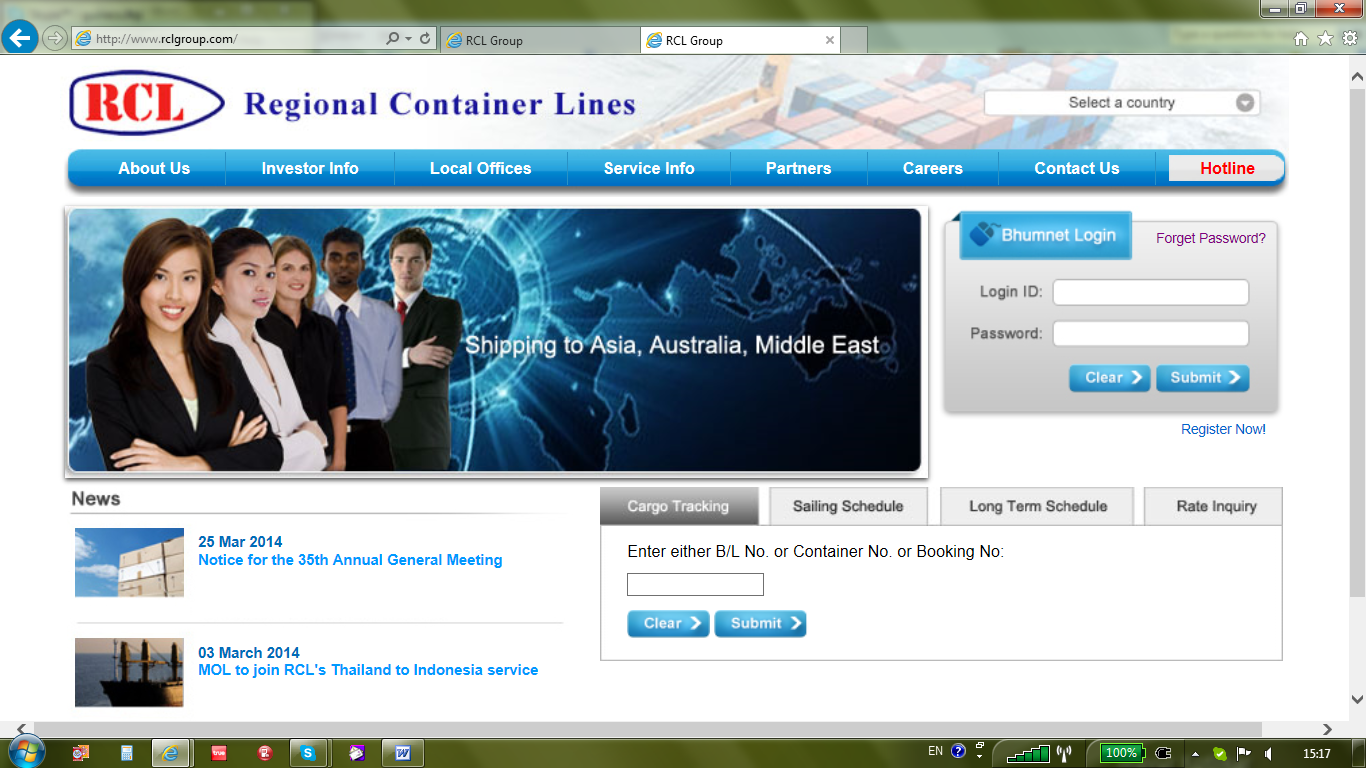 http://www.rclgroup.com/
RCL Group
RCL Group
RCL Regional Container Lines
Select a country
About Us Investor Info Local Offices Service Info Partners Careers Contact Us Hotline
Shipping to Asia, Australia, Middle East
Bhumnet Login Forget Password?
Login ID:
Password:
Clear Submit
Register Now!
News
25 Mar 2014
Notice for the 35th Annual General Meeting
03 March 2014
MOL to join RCL's Thailand to Indonesia service
Cargo Tracking Sailing Schedule Long Term Schedule Rate Inquiry
Enter either B/L No. or Container No. or Booking No:
Clear Submit
EN 100% 15:17